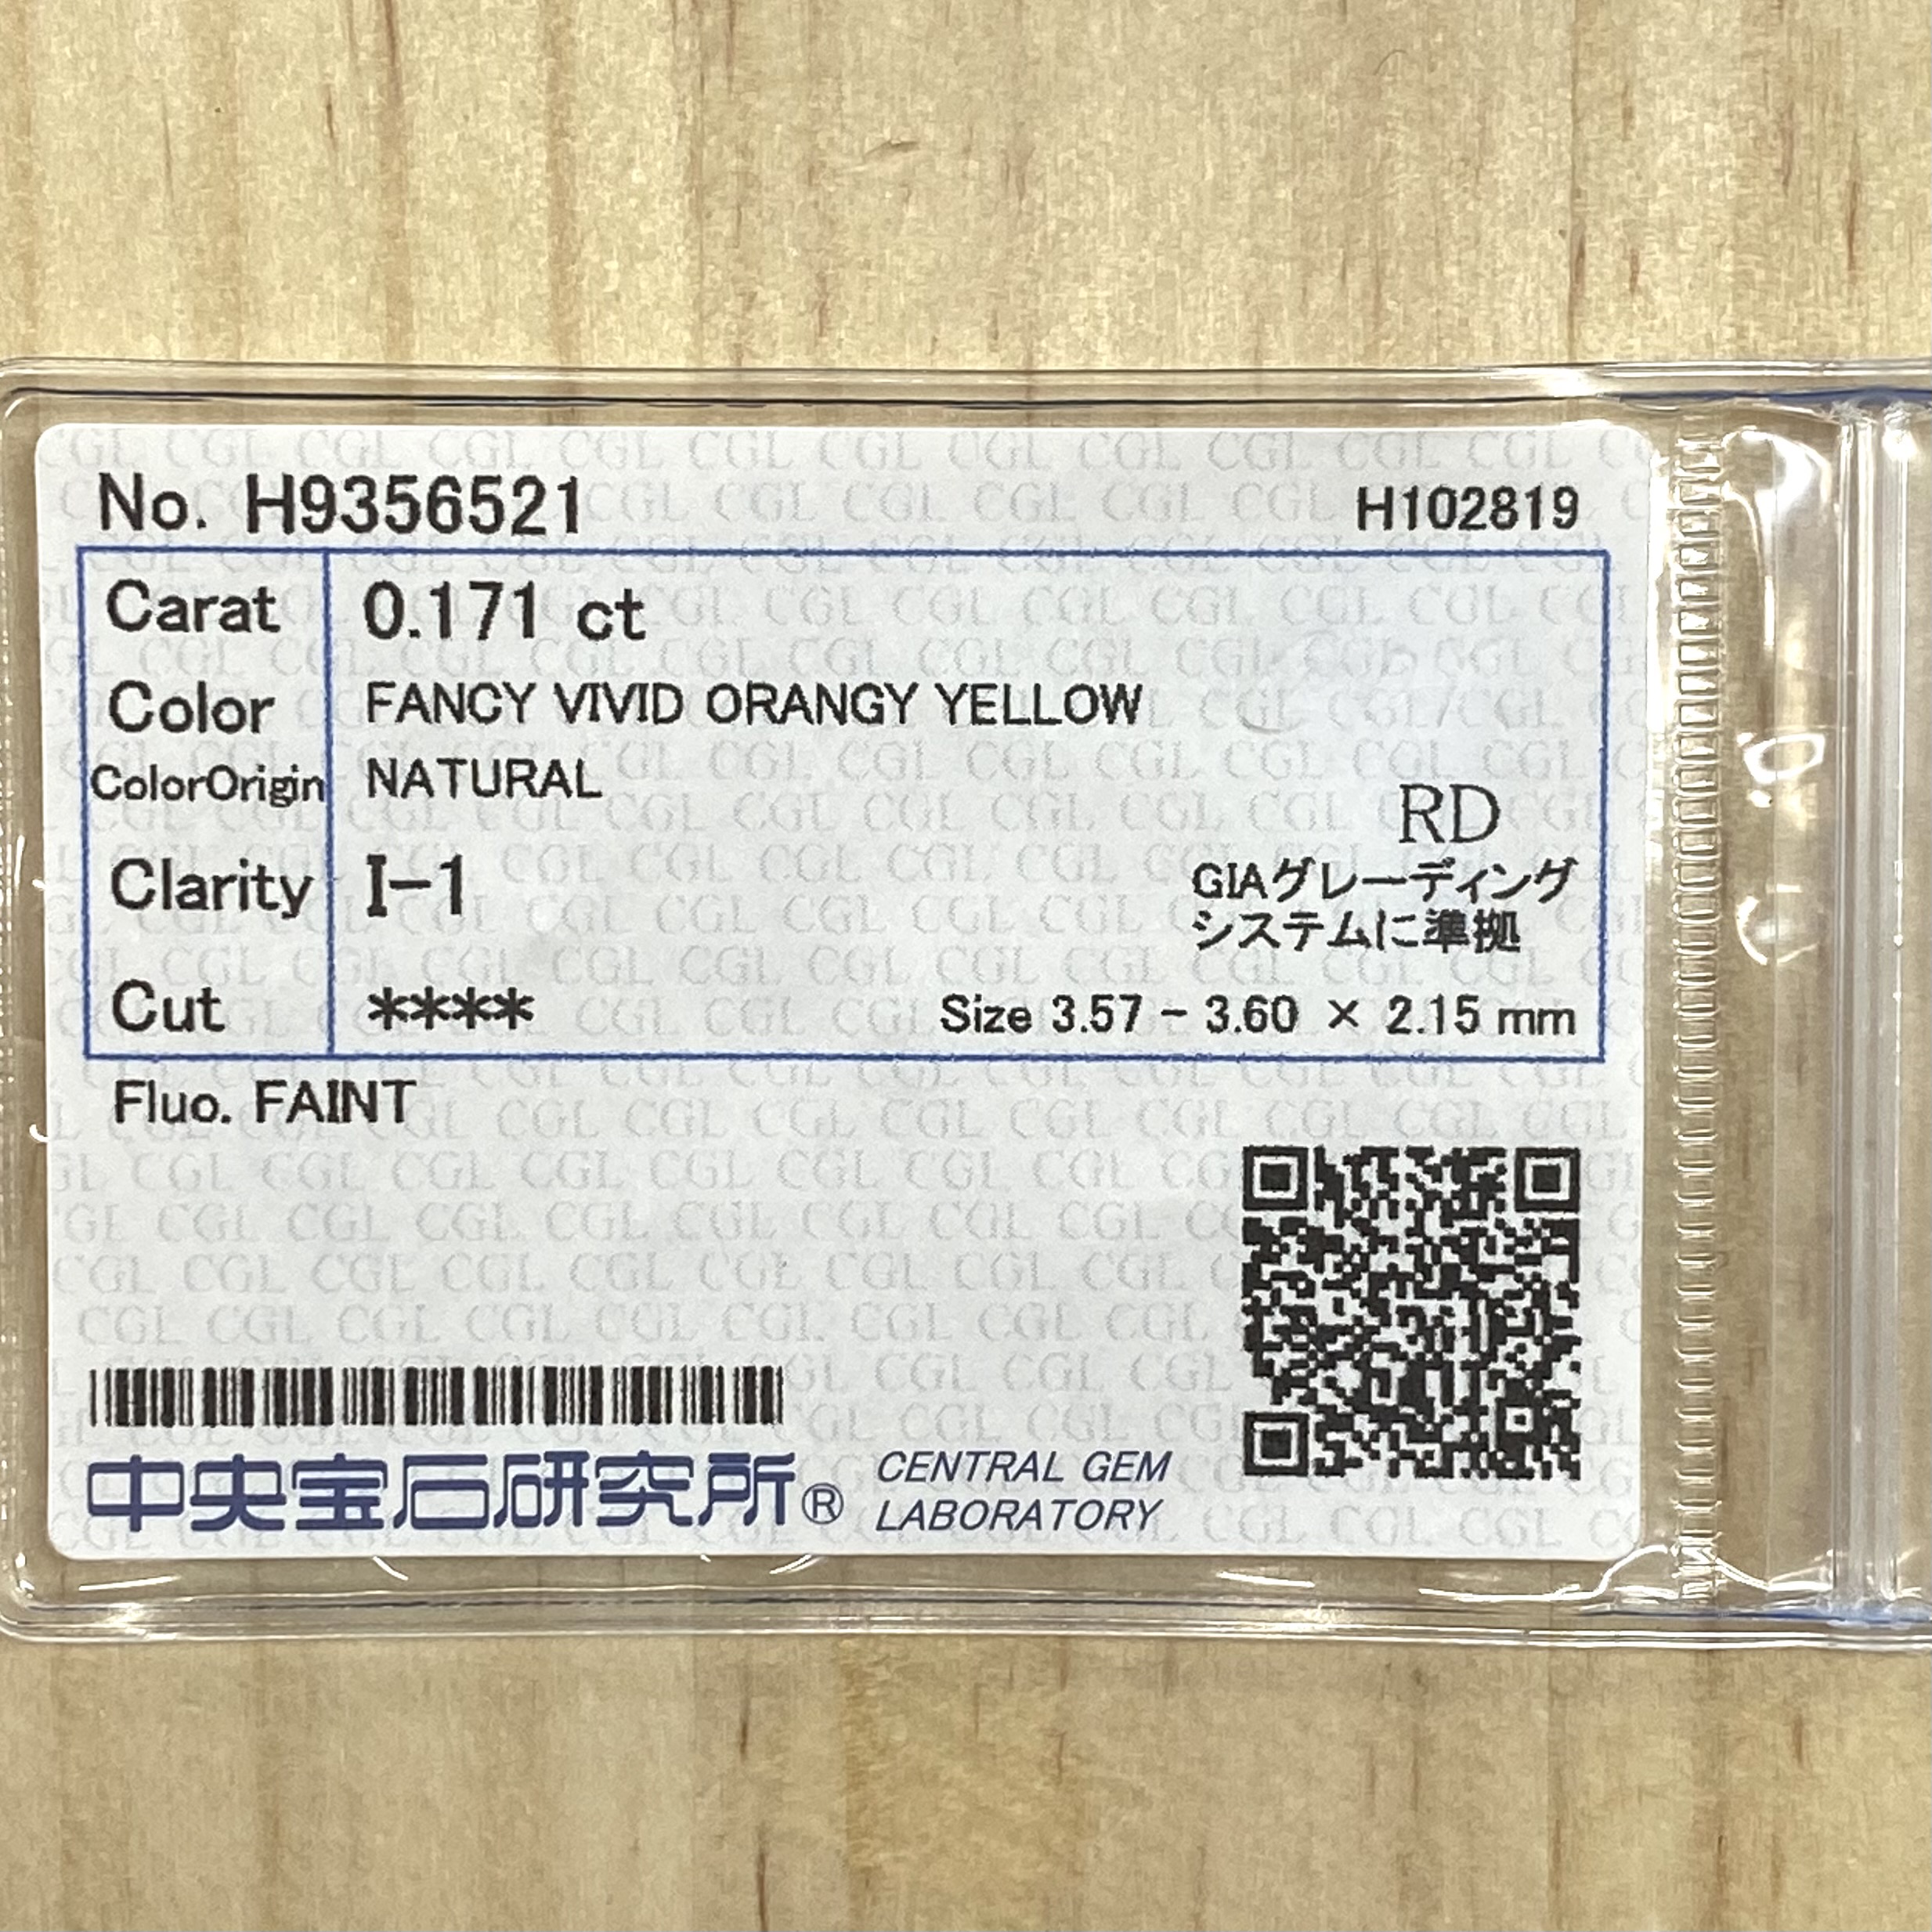 No. H9356521 H102819
Carat 0.171 ct
Color FANCY VIVID ORANGY YELLOW
ColorOrigin NATURAL
RD
Clarity I-1
GIAグレーディング
システムに準拠
Cut ****
Size 3.57 - 3.60 × 2.15 mm
Fluo. FAINT
中央宝石研究所® CENTRAL GEM
LABORATORY